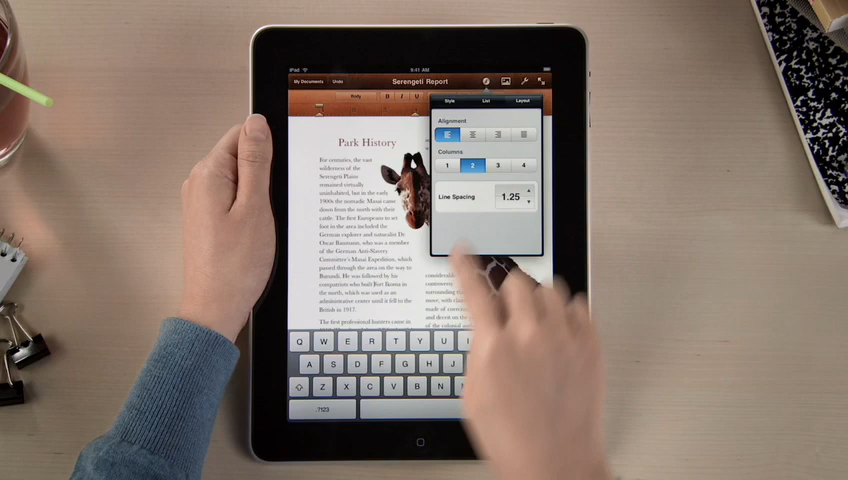 iPod
9:41 AM
My Documents
Undo
Serengeti Report
Body
B I U
Style
List
Layout
Alignment
Columns
1
2
3
4
Line Spacing
1.25
Park History
For centuries, the vast
wilderness of the
Serengeti Plains
remained virtually
uninhabited, but in the early
1900s the nomadic Masai came
down from the north with their
cattle. The first Europeans to set
foot in the area included the
German explorer and naturalist Dr
Oscar Baumann, who was a member
of the German Anti-Slavery
Committee's Masai Expedition, which
passed through the area on the way to
Burundi. He was followed by his
compatriots who built Fort Ikoma in
the north, which was used as an
administrative center until it fell to the
British in 1917.
The first professional hunters came in
considerable
controversy
surrounding
move, with
made of coercion
and deceit on the
of the colonial
Q W E R T Y U
A S D F G H J K
Z X C V B N
.?123